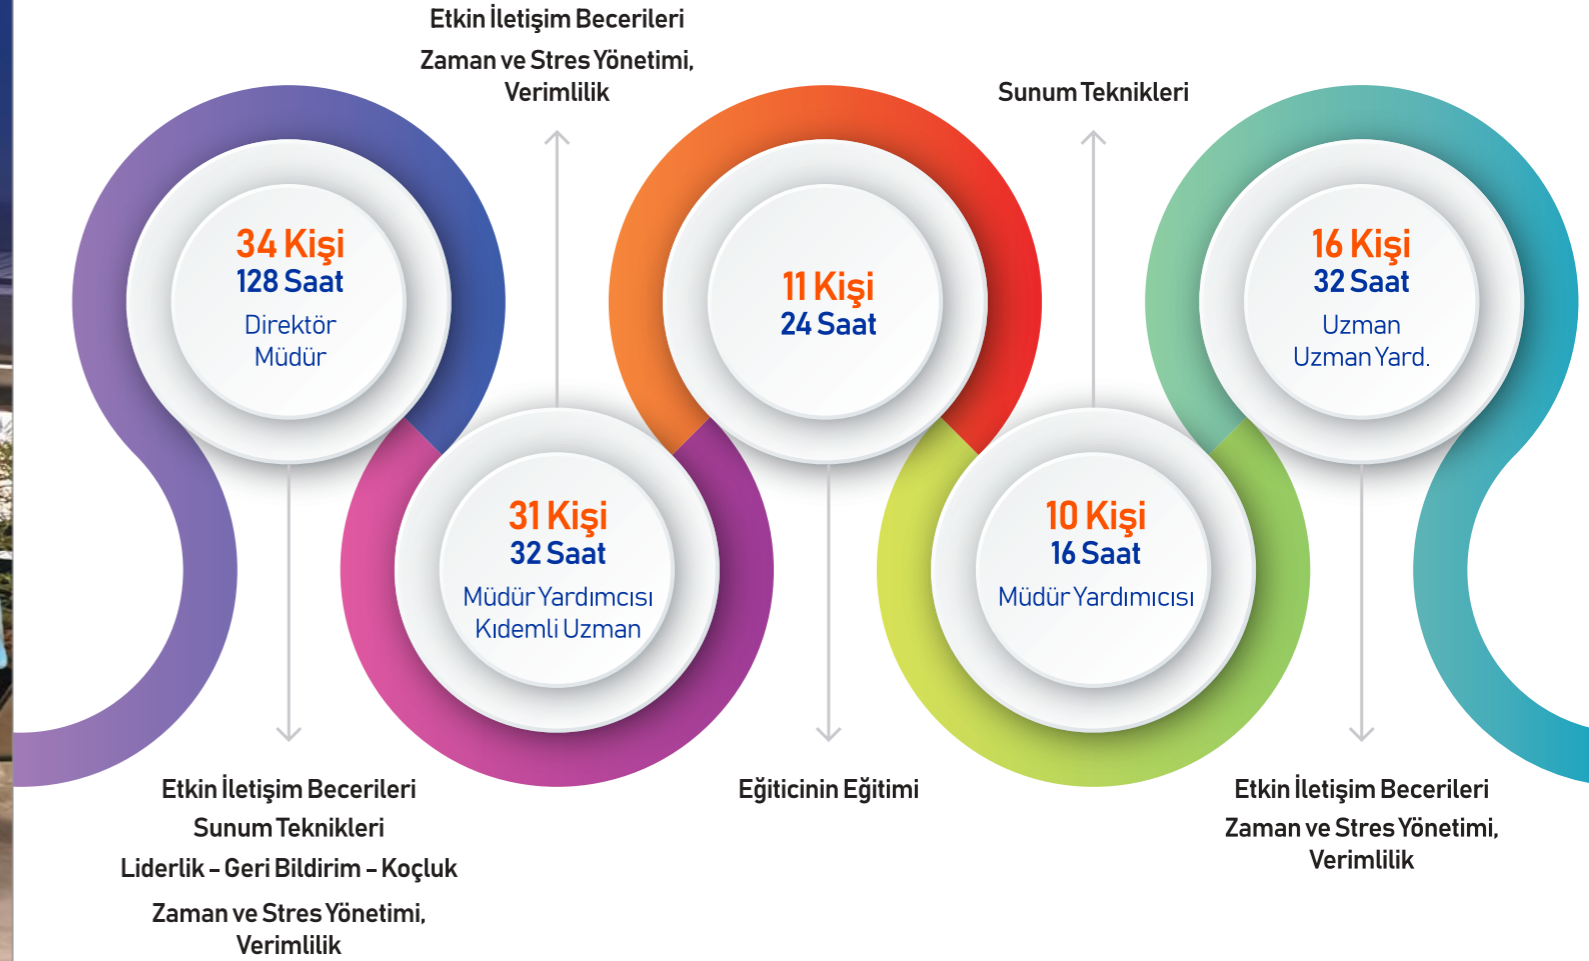 Etkin İletişim Becerileri
Zaman ve Stres Yönetimi,
Verimlilik
Sunum Teknikleri
34 Kişi
128 Saat
Direktör
Müdür
11 Kişi
24 Saat
16 Kişi
32 Saat
Uzman
Uzman Yard.
31 Kişi
32 Saat
Müdür Yardımcısı
Kıdemli Uzman
10 Kişi
16 Saat
Müdür Yardımıcısı
Etkin İletişim Becerileri
Sunum Teknikleri
Liderlik – Geri Bildirim – Koçluk
Zaman ve Stres Yönetimi,
Verimlilik
Eğiticinin Eğitimi
Etkin İletişim Becerileri
Zaman ve Stres Yönetimi,
Verimlilik